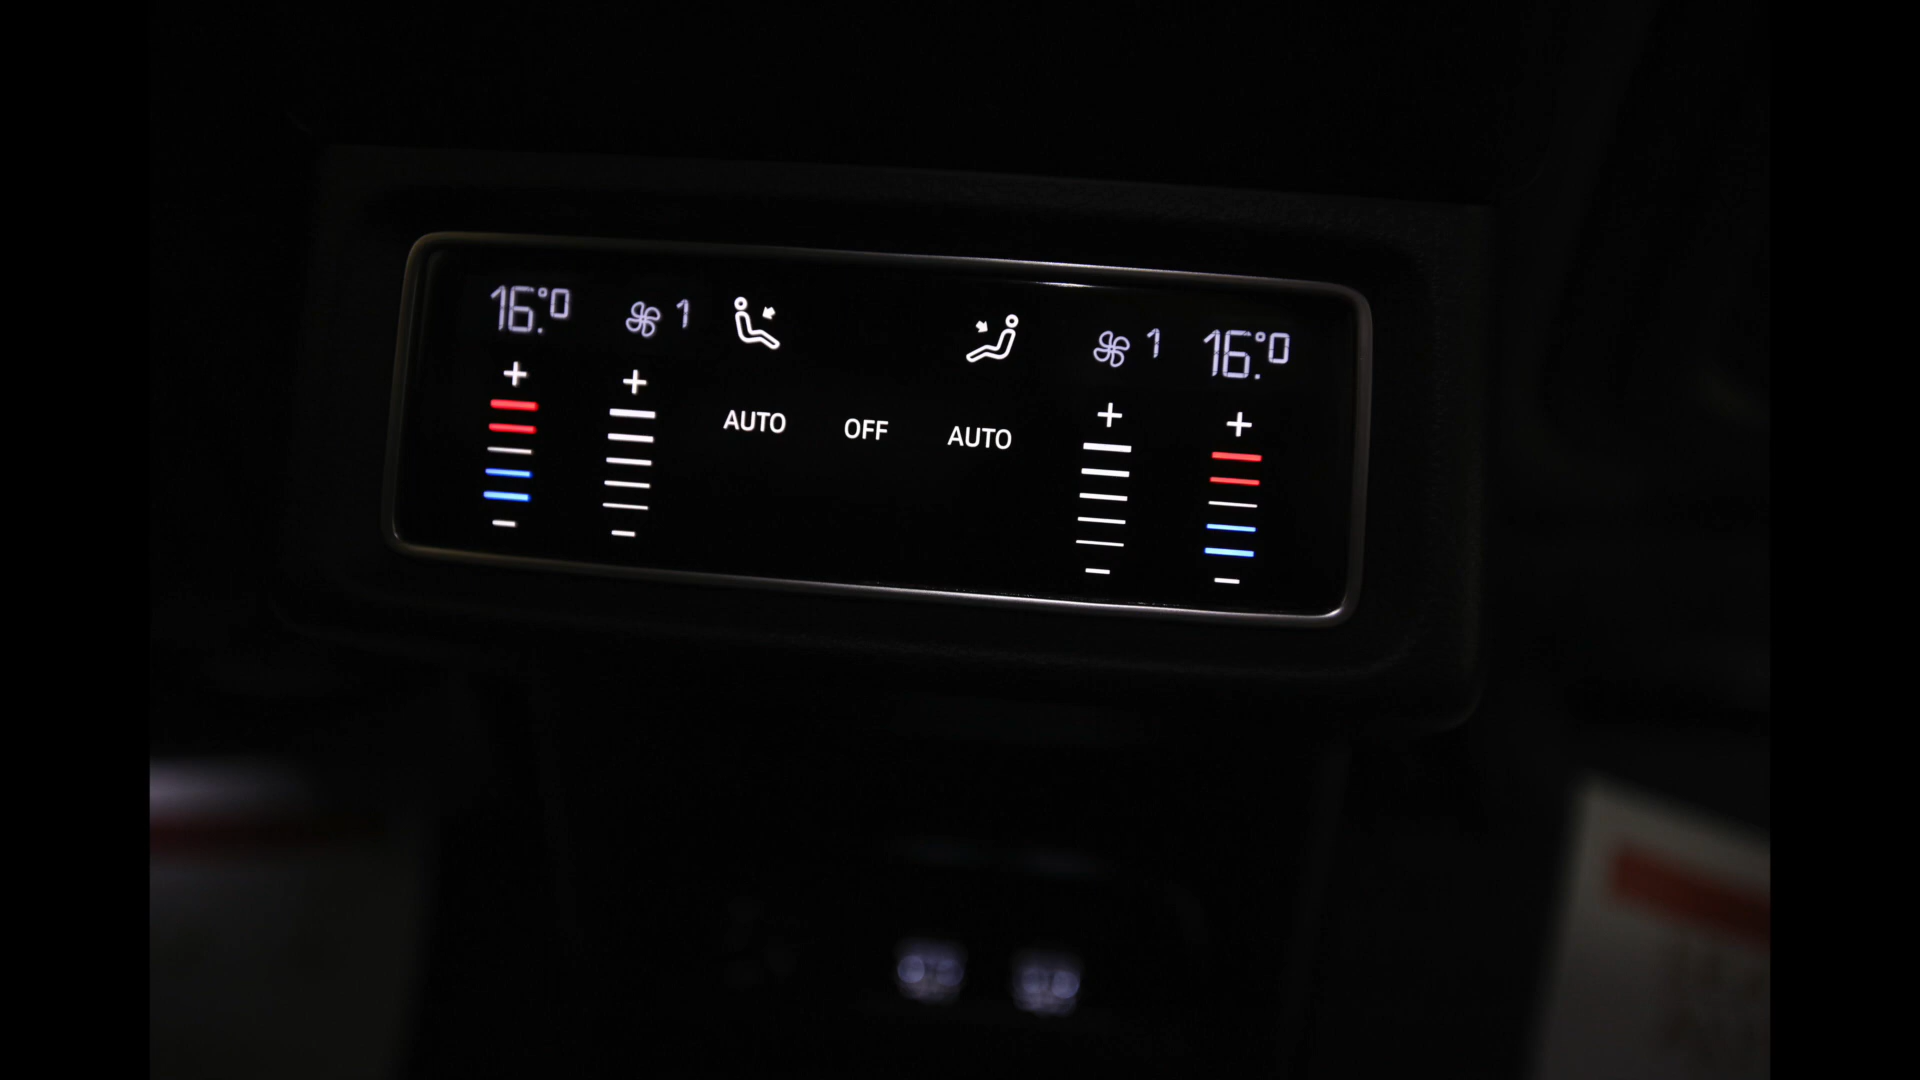 16.°0 1 1 16.°0
+ + + +
AUTO OFF AUTO
- - - -